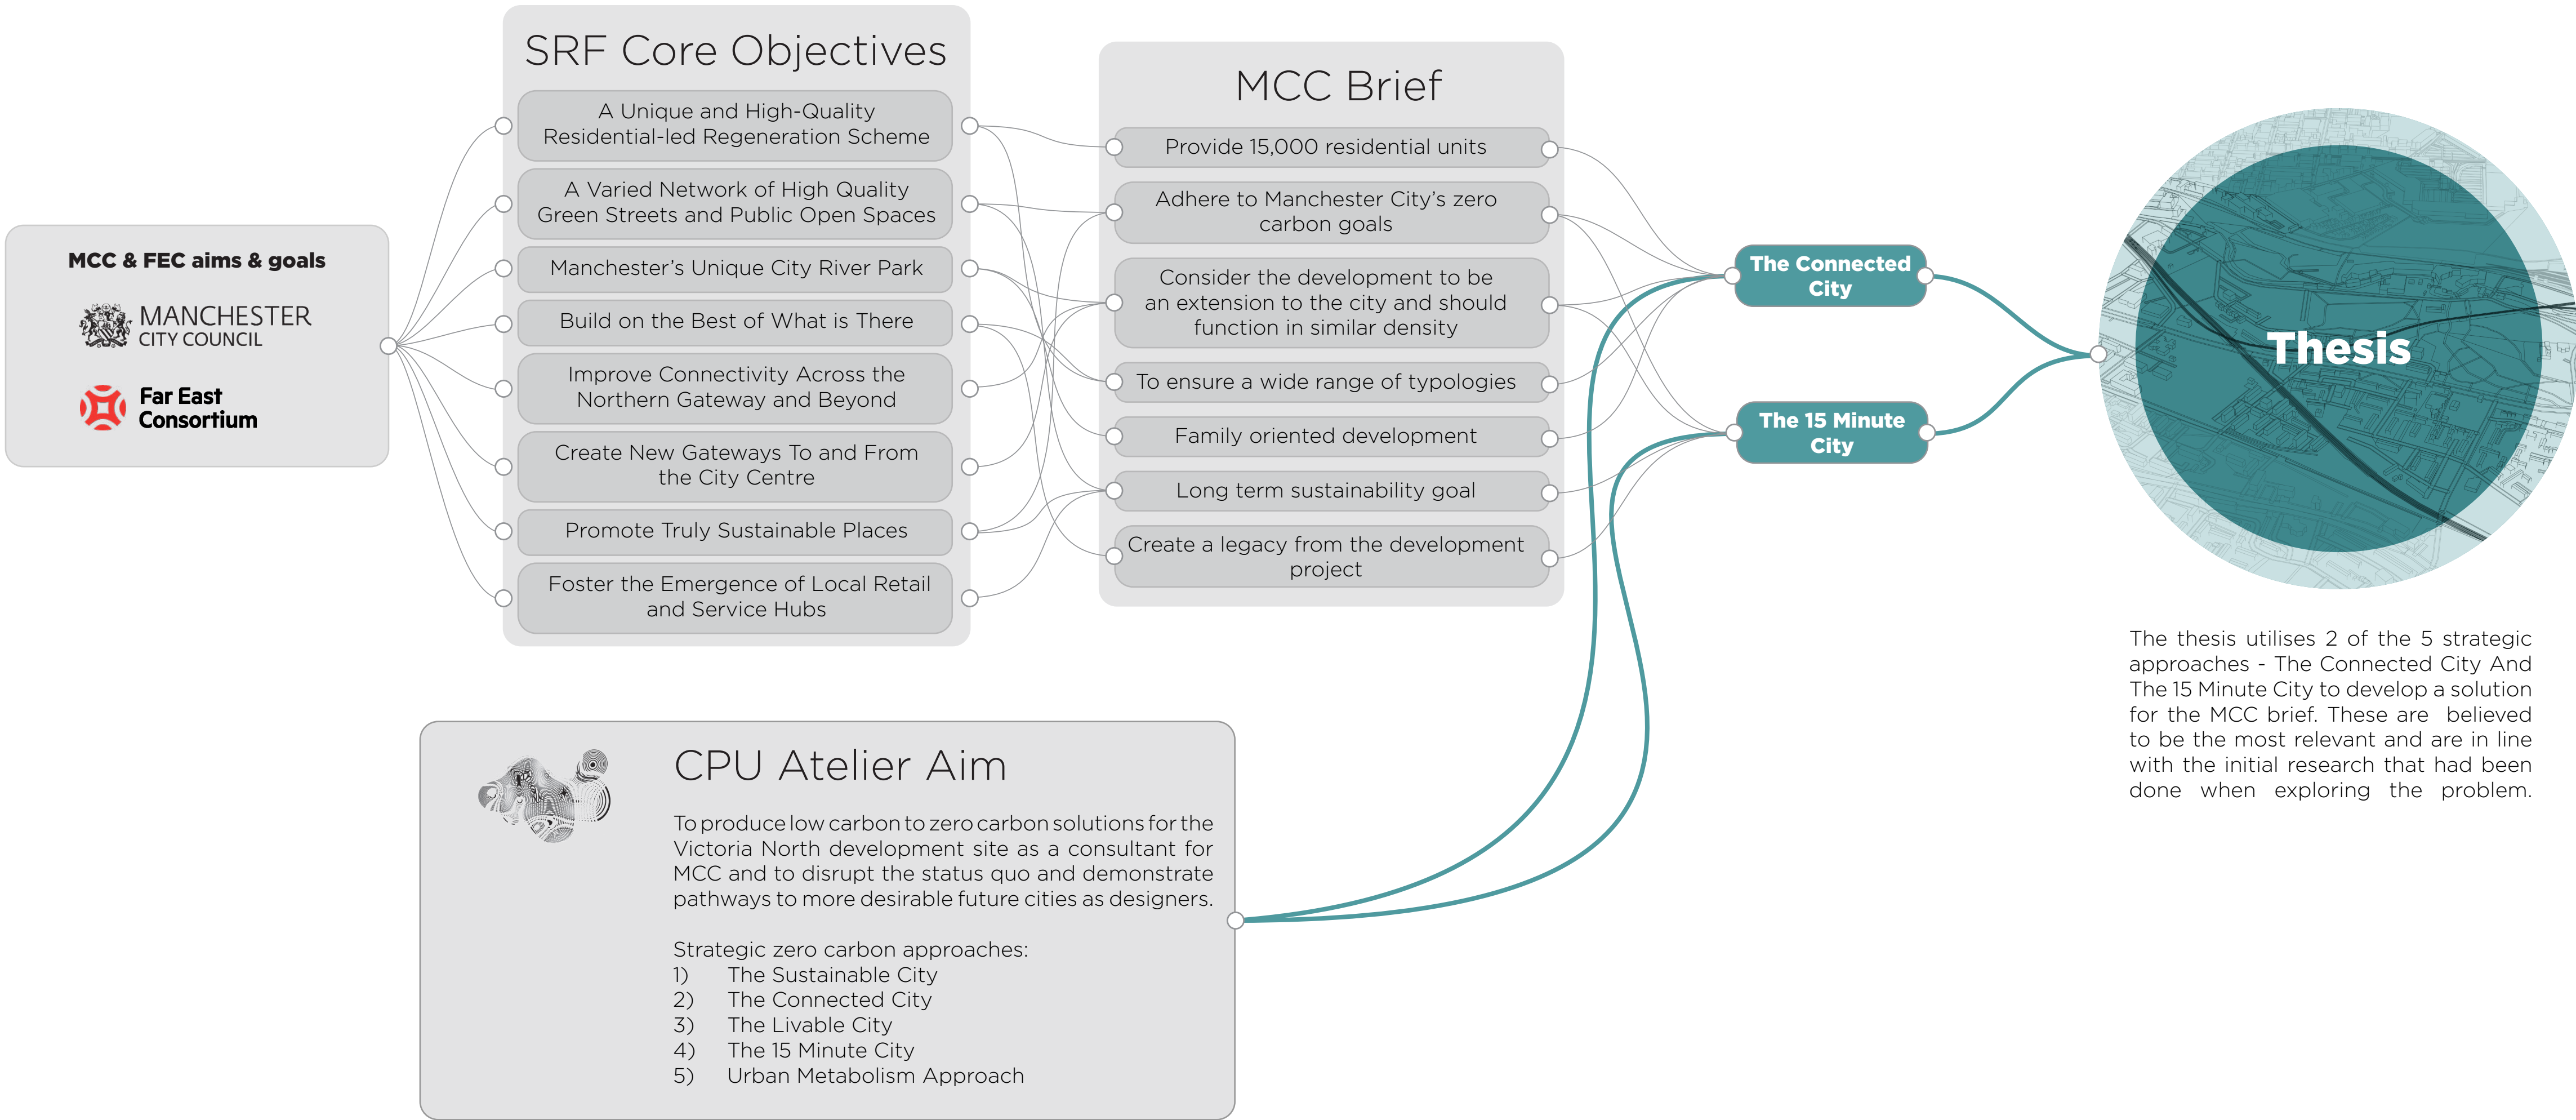 MCC & FEC aims & goals
MANCHESTER
CITY COUNCIL
Far East
Consortium
SRF Core Objectives
A Unique and High-Quality
Residential-led Regeneration Scheme
A Varied Network of High Quality
Green Streets and Public Open Spaces
Manchester's Unique City River Park
Build on the Best of What is There
Improve Connectivity Across the
Northern Gateway and Beyond
Create New Gateways To and From
the City Centre
Promote Truly Sustainable Places
Foster the Emergence of Local Retail
and Service Hubs
MCC Brief
Provide 15,000 residential units
Adhere to Manchester City's zero
carbon goals
Consider the development to be
an extension to the city and should
function in similar density
To ensure a wide range of typologies
Family oriented development
Long term sustainability goal
Create a legacy from the development
project
The Connected
City
The 15 Minute
City
Thesis
The thesis utilises 2 of the 5 strategic
approaches - The Connected City And
The 15 Minute City to develop a solution
for the MCC brief. These are believed
to be the most relevant and are in line
with the initial research that had been
done when exploring the problem.
CPU Atelier Aim
To produce low carbon to zero carbon solutions for the
Victoria North development site as a consultant for
MCC and to disrupt the status quo and demonstrate
pathways to more desirable future cities as designers.
Strategic zero carbon approaches:
1) The Sustainable City
2) The Connected City
3) The Livable City
4) The 15 Minute City
5) Urban Metabolism Approach